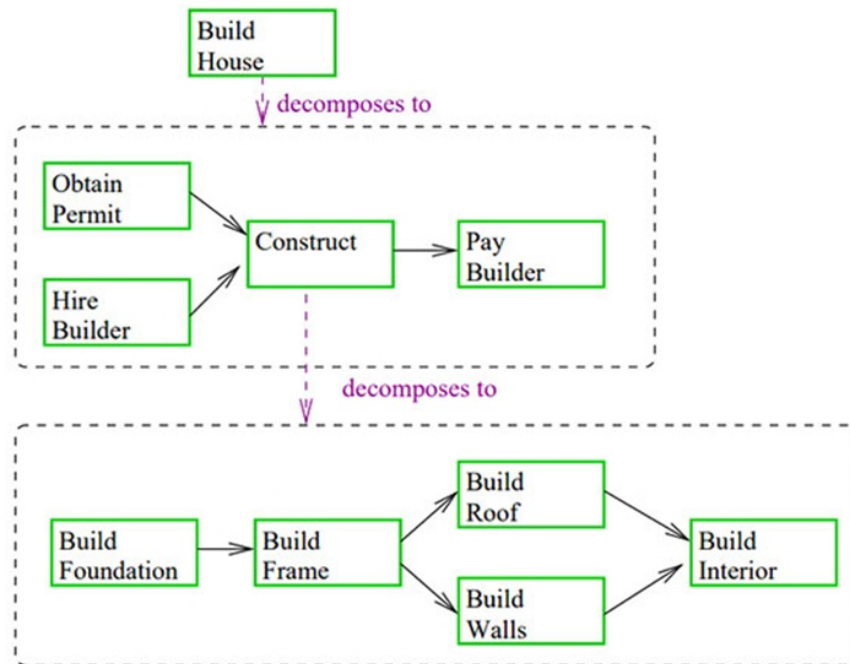 Build
House
decomposes to
Obtain
Permit
Construct
Pay
Builder
Hire
Builder
decomposes to
Build
Roof
Build
Foundation
Build
Frame
Build
Interior
Build
Walls